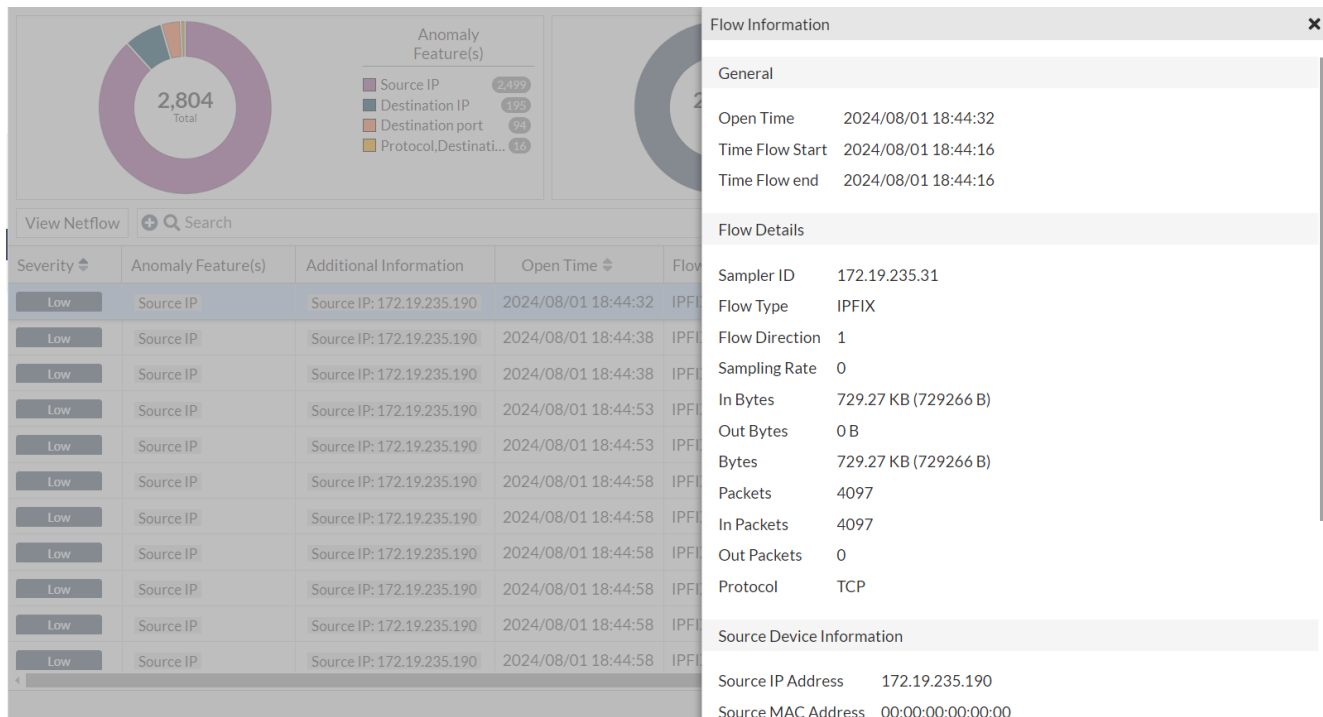 Anomaly
Feature(s)
2,804
Total
Source IP 2,499
Destination IP 195
Destination port 94
Protocol,Destinati... 16
2
View Netflow
Search
Severity Anomaly Feature(s) Additional Information Open Time Flow
Low Source IP Source IP: 172.19.235.190 2024/08/01 18:44:32 IPFI
Low Source IP Source IP: 172.19.235.190 2024/08/01 18:44:38 IPFI
Low Source IP Source IP: 172.19.235.190 2024/08/01 18:44:38 IPFI
Low Source IP Source IP: 172.19.235.190 2024/08/01 18:44:53 IPFI
Low Source IP Source IP: 172.19.235.190 2024/08/01 18:44:53 IPFI
Low Source IP Source IP: 172.19.235.190 2024/08/01 18:44:58 IPFI
Low Source IP Source IP: 172.19.235.190 2024/08/01 18:44:58 IPFI
Low Source IP Source IP: 172.19.235.190 2024/08/01 18:44:58 IPFI
Low Source IP Source IP: 172.19.235.190 2024/08/01 18:44:58 IPFI
Low Source IP Source IP: 172.19.235.190 2024/08/01 18:44:58 IPFI
Low Source IP Source IP: 172.19.235.190 2024/08/01 18:44:58 IPFI
Flow Information
General
Open Time 2024/08/01 18:44:32
Time Flow Start 2024/08/01 18:44:16
Time Flow end 2024/08/01 18:44:16
Flow Details
Sampler ID 172.19.235.31
Flow Type IPFIX
Flow Direction 1
Sampling Rate 0
In Bytes 729.27 KB (729266 B)
Out Bytes 0 B
Bytes 729.27 KB (729266 B)
Packets 4097
In Packets 4097
Out Packets 0
Protocol TCP
Source Device Information
Source IP Address 172.19.235.190
Source MAC Address 00:00:00:00:00:00